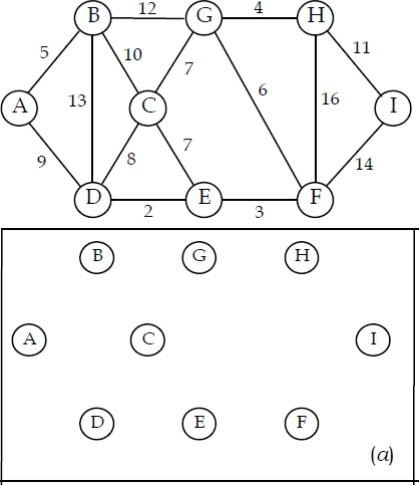 B 12 G 4 H
5 10 7 11
A 13 C 6 16 I
9 8 7 14
D 2 E 3 F
B G H
A C I
D E F
(a)